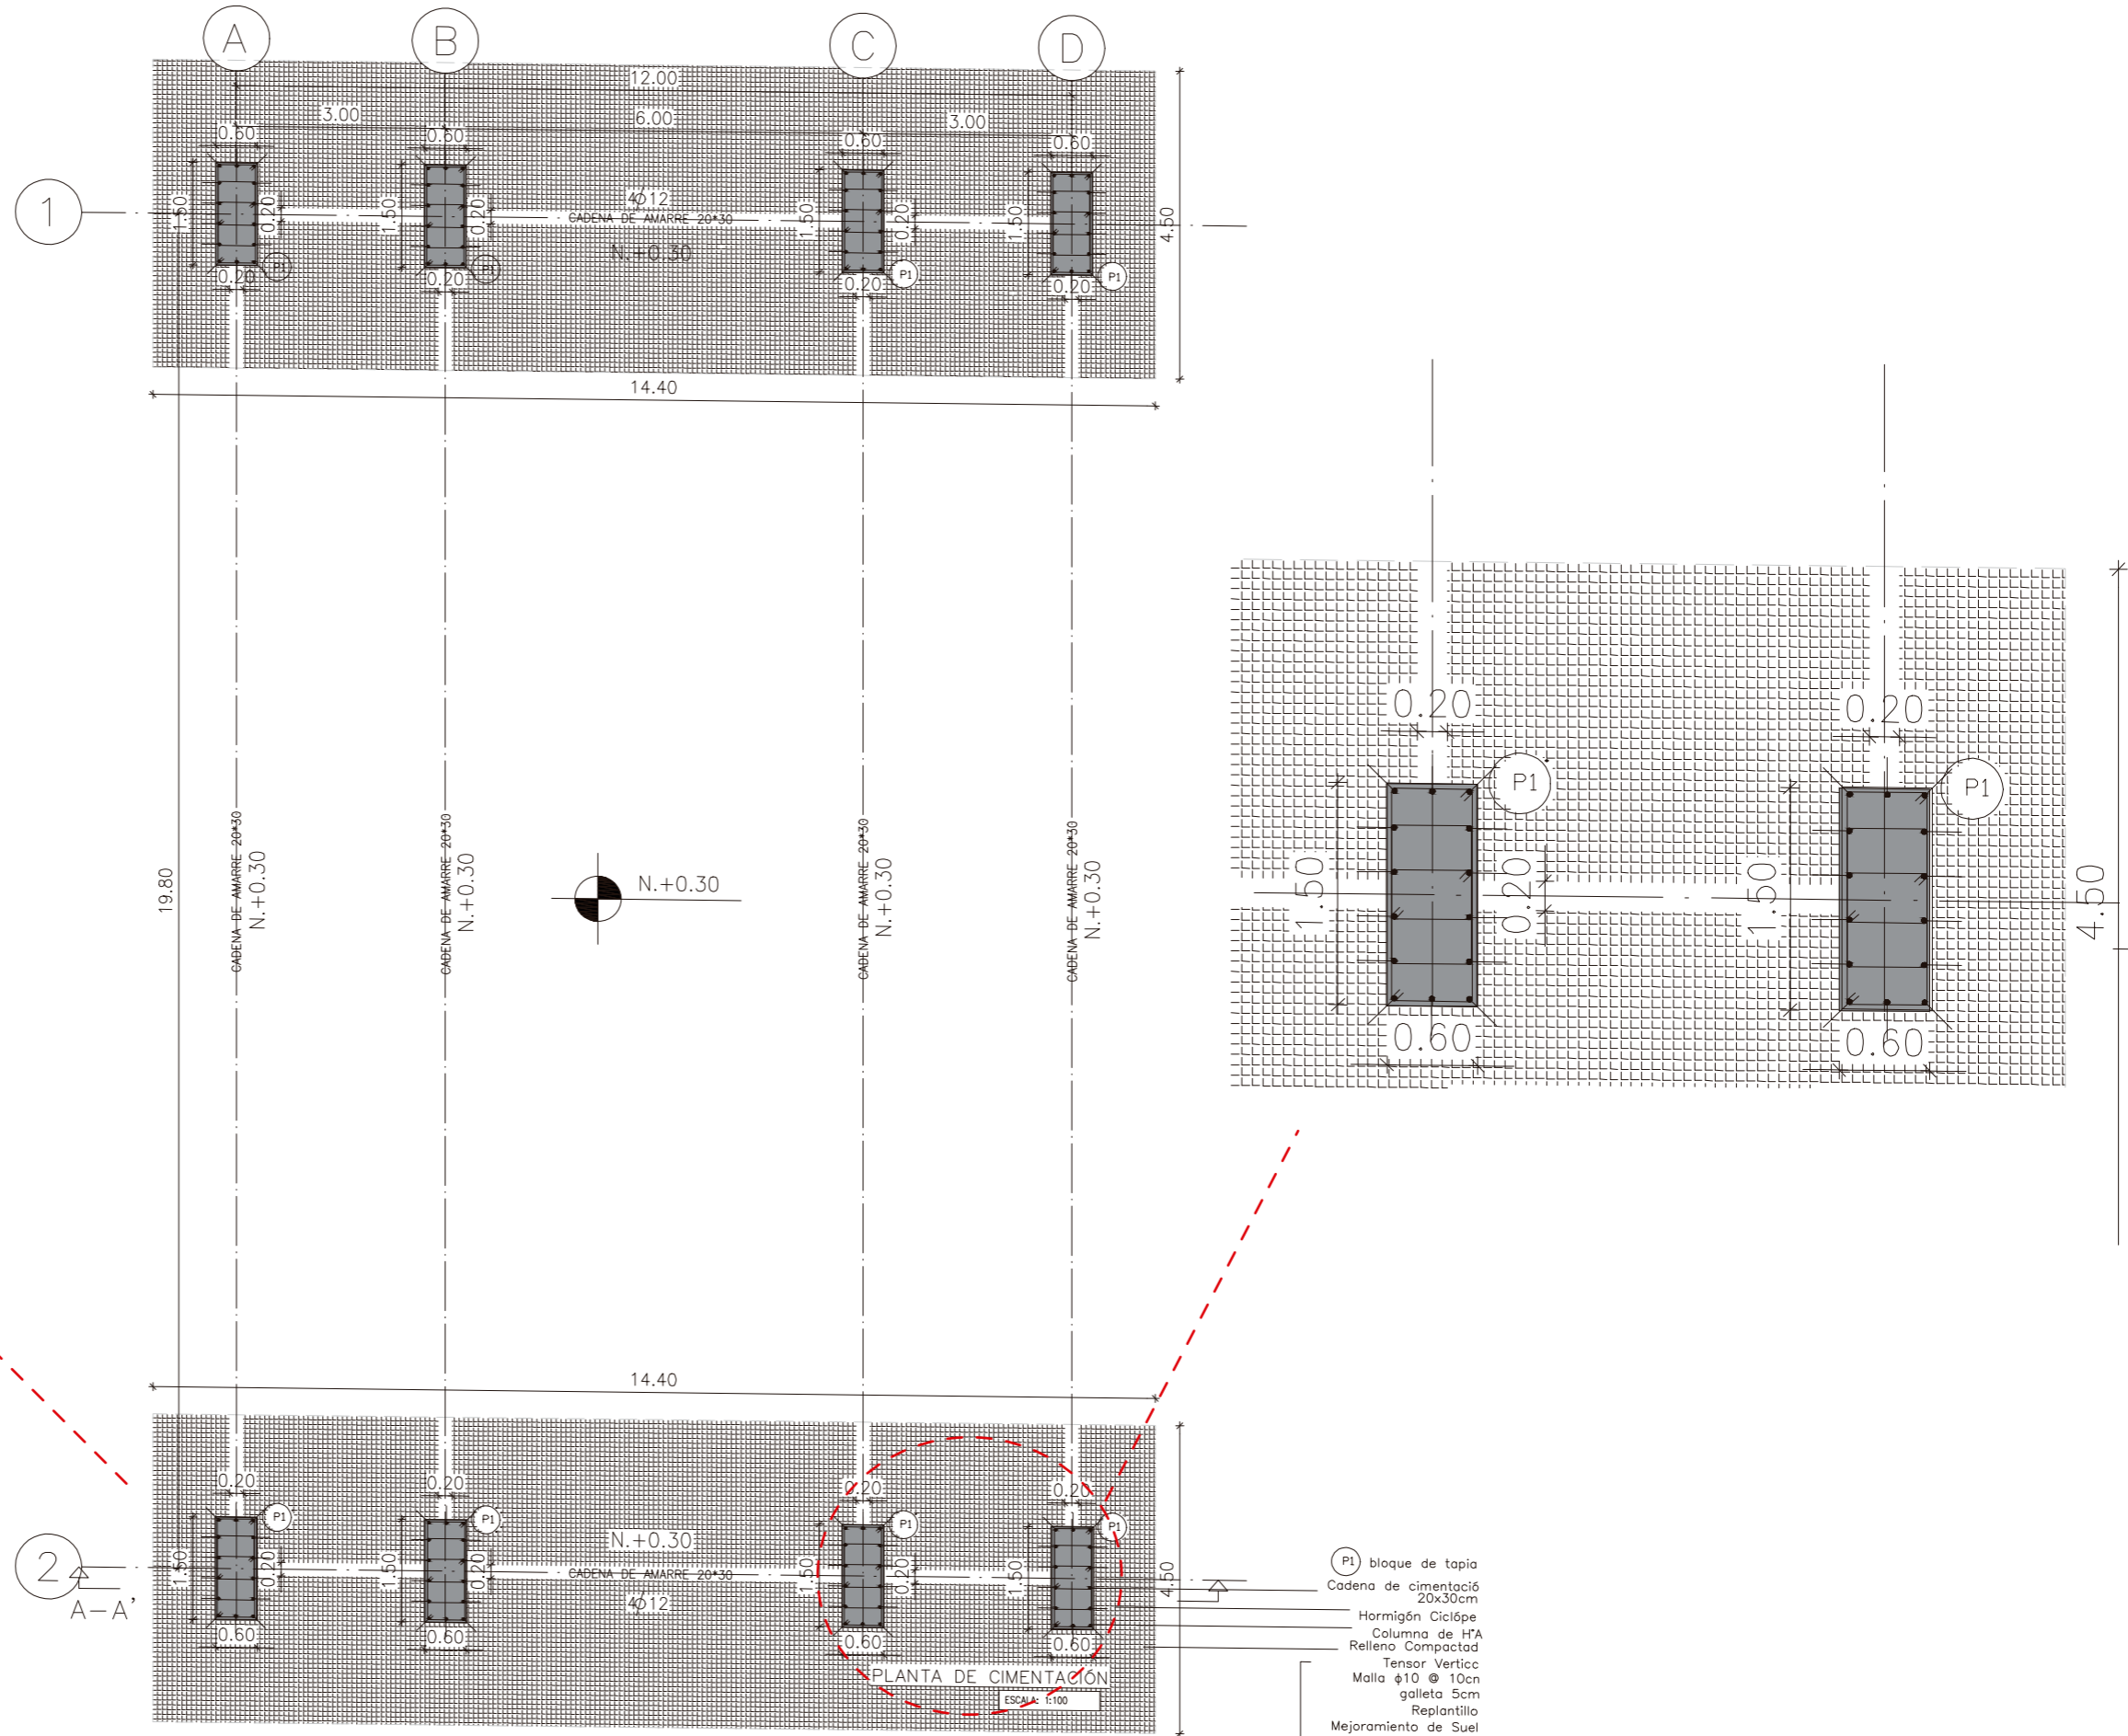 A B C D
12.00
3.00 6.00 3.00
0.60 0.60 0.60 0.60
1
1.50 0.20 1.50 0.20 1.50 0.20 1.50 4.50
4ϕ12
CADENA DE AMARRE 20*30
N.+0.30
P1 P1 P1 P1
0.20 0.20 0.20 0.20
14.40
19.80
CADENA DE AMARRE 20*30
N.+0.30
CADENA DE AMARRE 20*30
N.+0.30
N.+0.30
CADENA DE AMARRE 20*30
N.+0.30
CADENA DE AMARRE 20*30
N.+0.30
0.20 0.20
P1 P1
1.50 0.20 1.50 4.50
0.60 0.60
14.40
0.20 0.20 0.20 0.20
P1 P1 P1 P1
N.+0.30
2
1.50 0.20 1.50 0.20 1.50 0.20 1.50 4.50
CADENA DE AMARRE 20*30
4ϕ12
A-A'
0.60 0.60 0.60 0.60
PLANTA DE CIMENTACIÓN
ESCALA: 1:100
P1 bloque de tapia
Cadena de cimentació
20x30cm
Hormigón Ciclópe
Columna de H°A
Relleno Compactad
Tensor Verticc
Malla ϕ10 @ 10cn
galleta 5cm
Replantillo
Mejoramiento de Suel